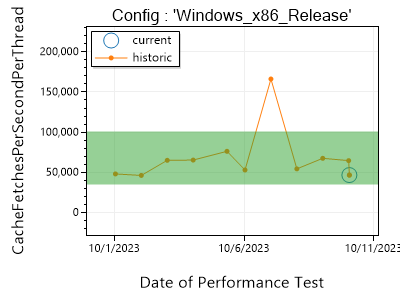 Config : 'Windows_x86_Release'
current
historic
CacheFetchesPerSecondPerThread
200,000
150,000
100,000
50,000
0
10/1/2023
10/6/2023
10/11/2023
Date of Performance Test